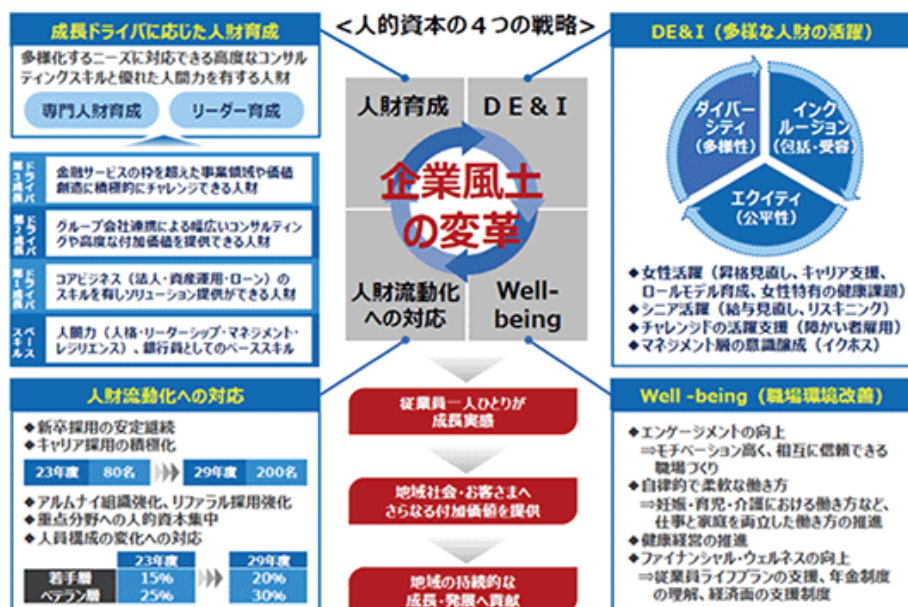 <人的資本の４つの戦略>
成長ドライバに応じた人財育成
多様化するニーズに対応できる高度なコンサル
ティングスキルと優れた人間力を有する人財
専門人財育成
リーダー育成
第3成長
ドライバ
金融サービスの枠を超えた事業領域や価値
創造に積極的にチャレンジできる人財
第2成長
ドライバ
グループ会社連携による幅広いコンサルティン
グや高度な付加価値を提供できる人財
第1成長
ドライバ
コアビジネス（法人・資産運用・ローン）の
スキルを有しソリューション提供ができる人財
ベース
スキル
人間力（人格・リーダーシップ・マネジメント・
レジリエンス）、銀行員としてのベーススキル
人財育成
DE&I
企業風土
の変革
人財流動化
への対応
Well-
being
従業員一人ひとりが
成長実感
地域社会・お客さまへ
さらなる付加価値を提供
地域の持続的な
成長・発展へ貢献
DE&I（多様な人財の活躍）
ダイバー
シティ
(多様性)
インク
ルージョン
(包括・受容)
エクイティ
(公平性)
◆女性活躍（昇格見直し、キャリア支援、
ロールモデル育成、女性特有の健康課題）
◆シニア活躍（給与見直し、リスキニング）
◆チャレンジドの活躍支援（障がい者雇用）
◆マネジメント層の意識醸成（イクボス）
人財流動化への対応
◆新卒採用の安定継続
◆キャリア採用の積極化
23年度 80名 29年度 200名
◆アルムナイ組織強化、リファラル採用強化
◆重点分野への人的資本集中
◆人員構成の変化への対応
23年度 29年度
若手層 15% 20%
ベテラン層 25% 30%
Well -being（職場環境改善）
◆エンゲージメントの向上
⇒モチベーション高く、相互に信頼できる
職場づくり
◆自律的で柔軟な働き方
⇒妊娠・育児・介護における働き方など、
仕事と家庭を両立した働き方の推進
◆健康経営の推進
◆ファイナンシャル・ウェルネスの向上
⇒従業員ライフプランの支援、年金制度
の理解、経済面の支援制度